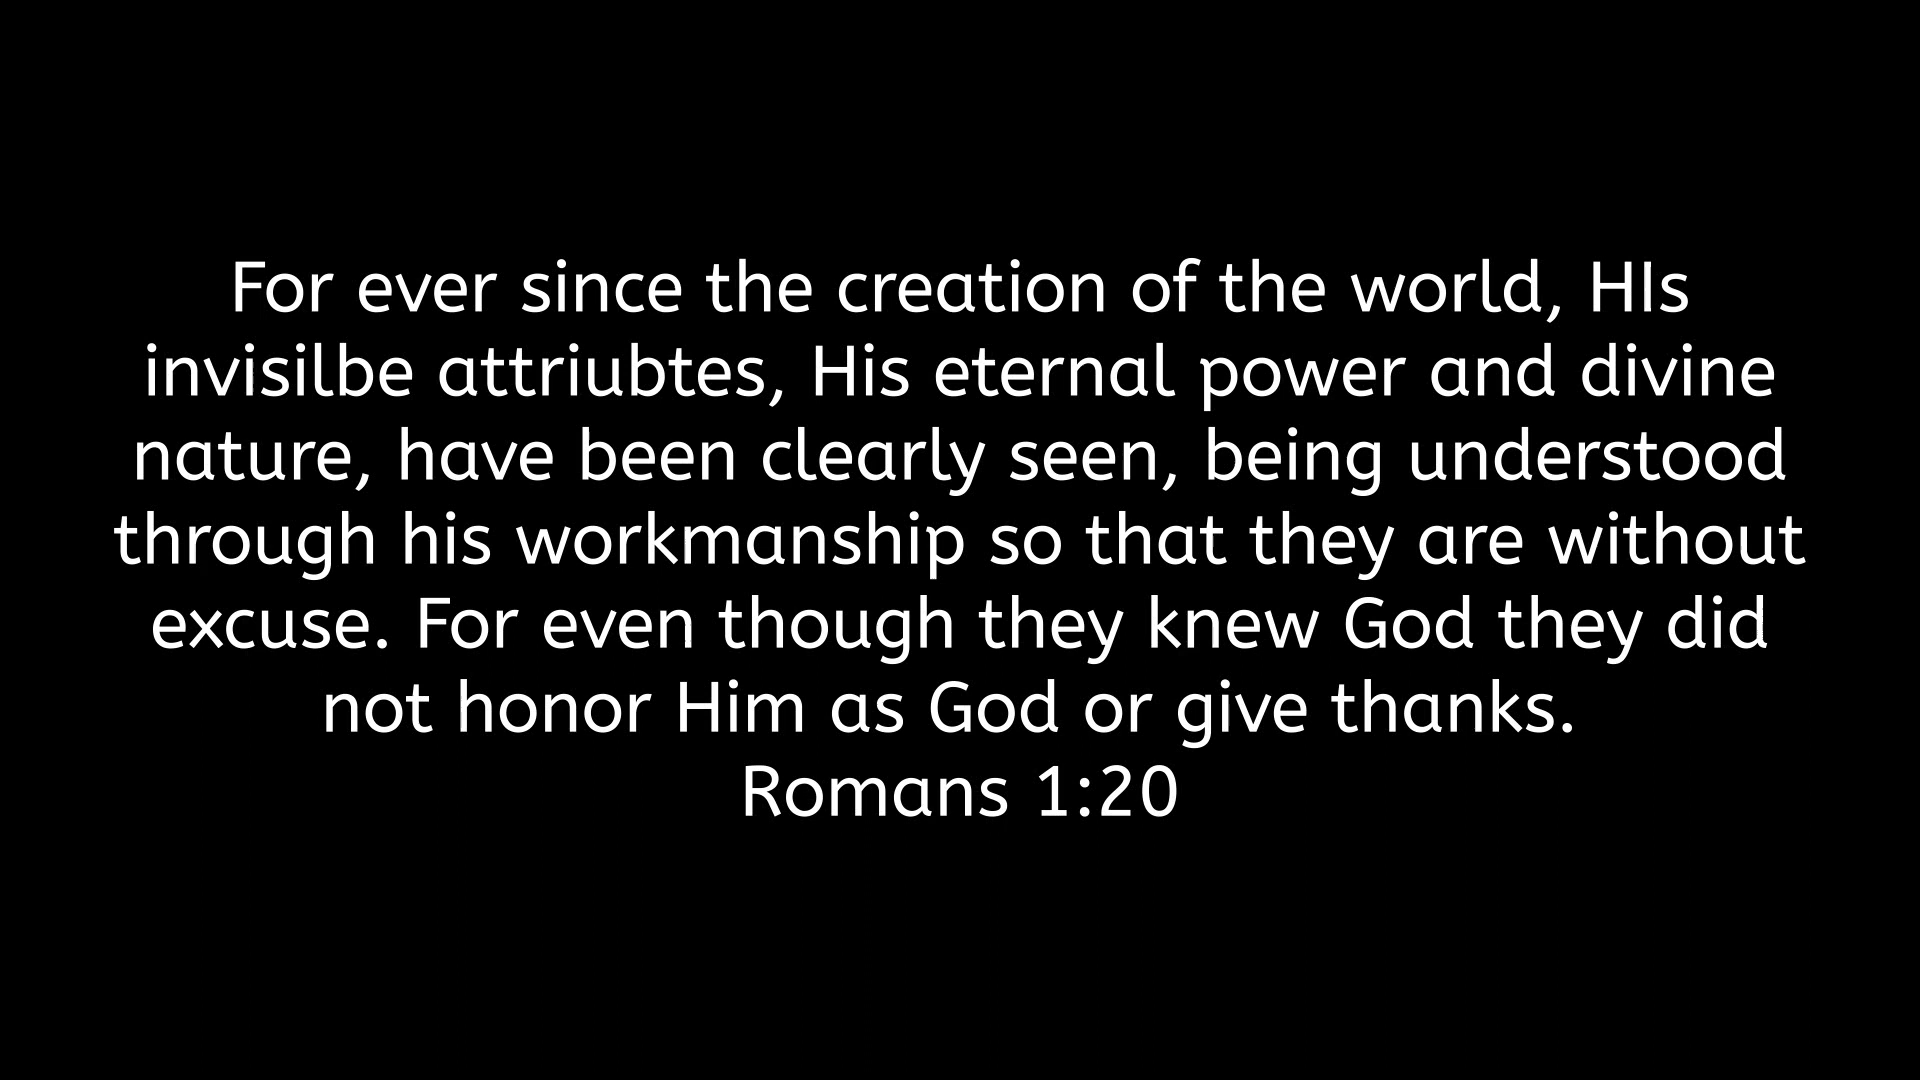 For ever since the creation of the world, HIs
invisilbe attriubtes, His eternal power and divine
nature, have been clearly seen, being understood
through his workmanship so that they are without
excuse. For even though they knew God they did
not honor Him as God or give thanks.
Romans 1:20